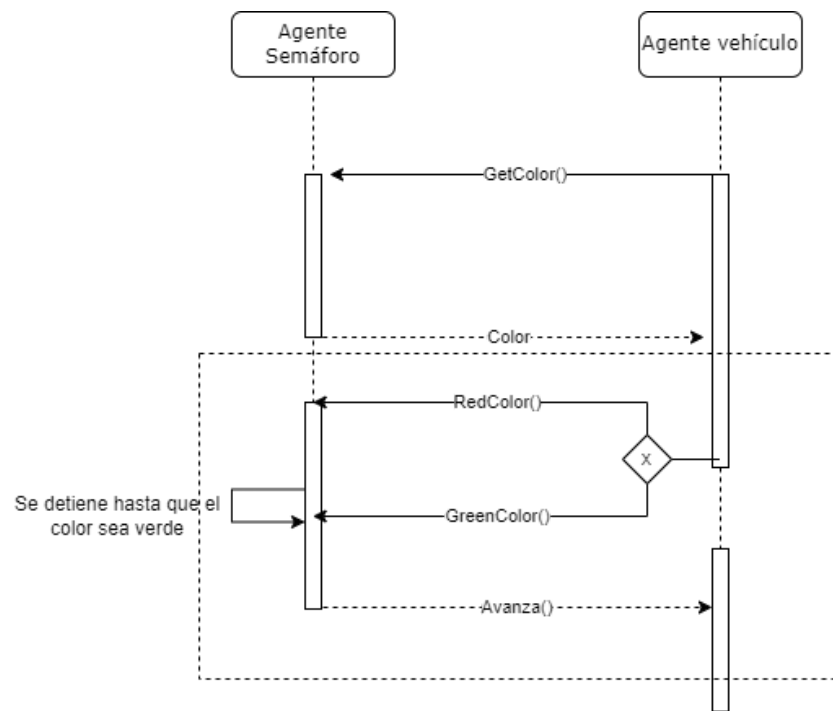 Agente
Semáforo
Agente vehículo
GetColor()
Color
RedColor()
X
Se detiene hasta que el
color sea verde
GreenColor()
Avanza()